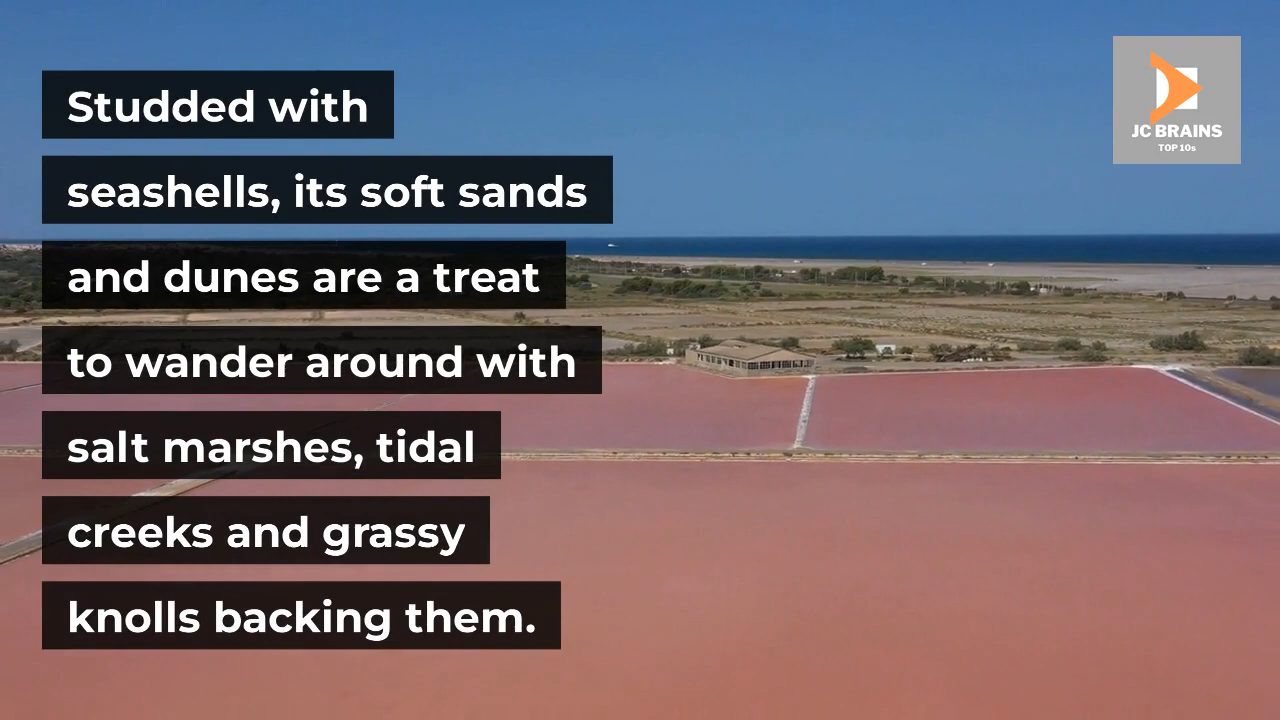 Studded with
seashells, its soft sands
and dunes are a treat
to wander around with
salt marshes, tidal
creeks and grassy
knolls backing them.
JC BRAINS
TOP 10s